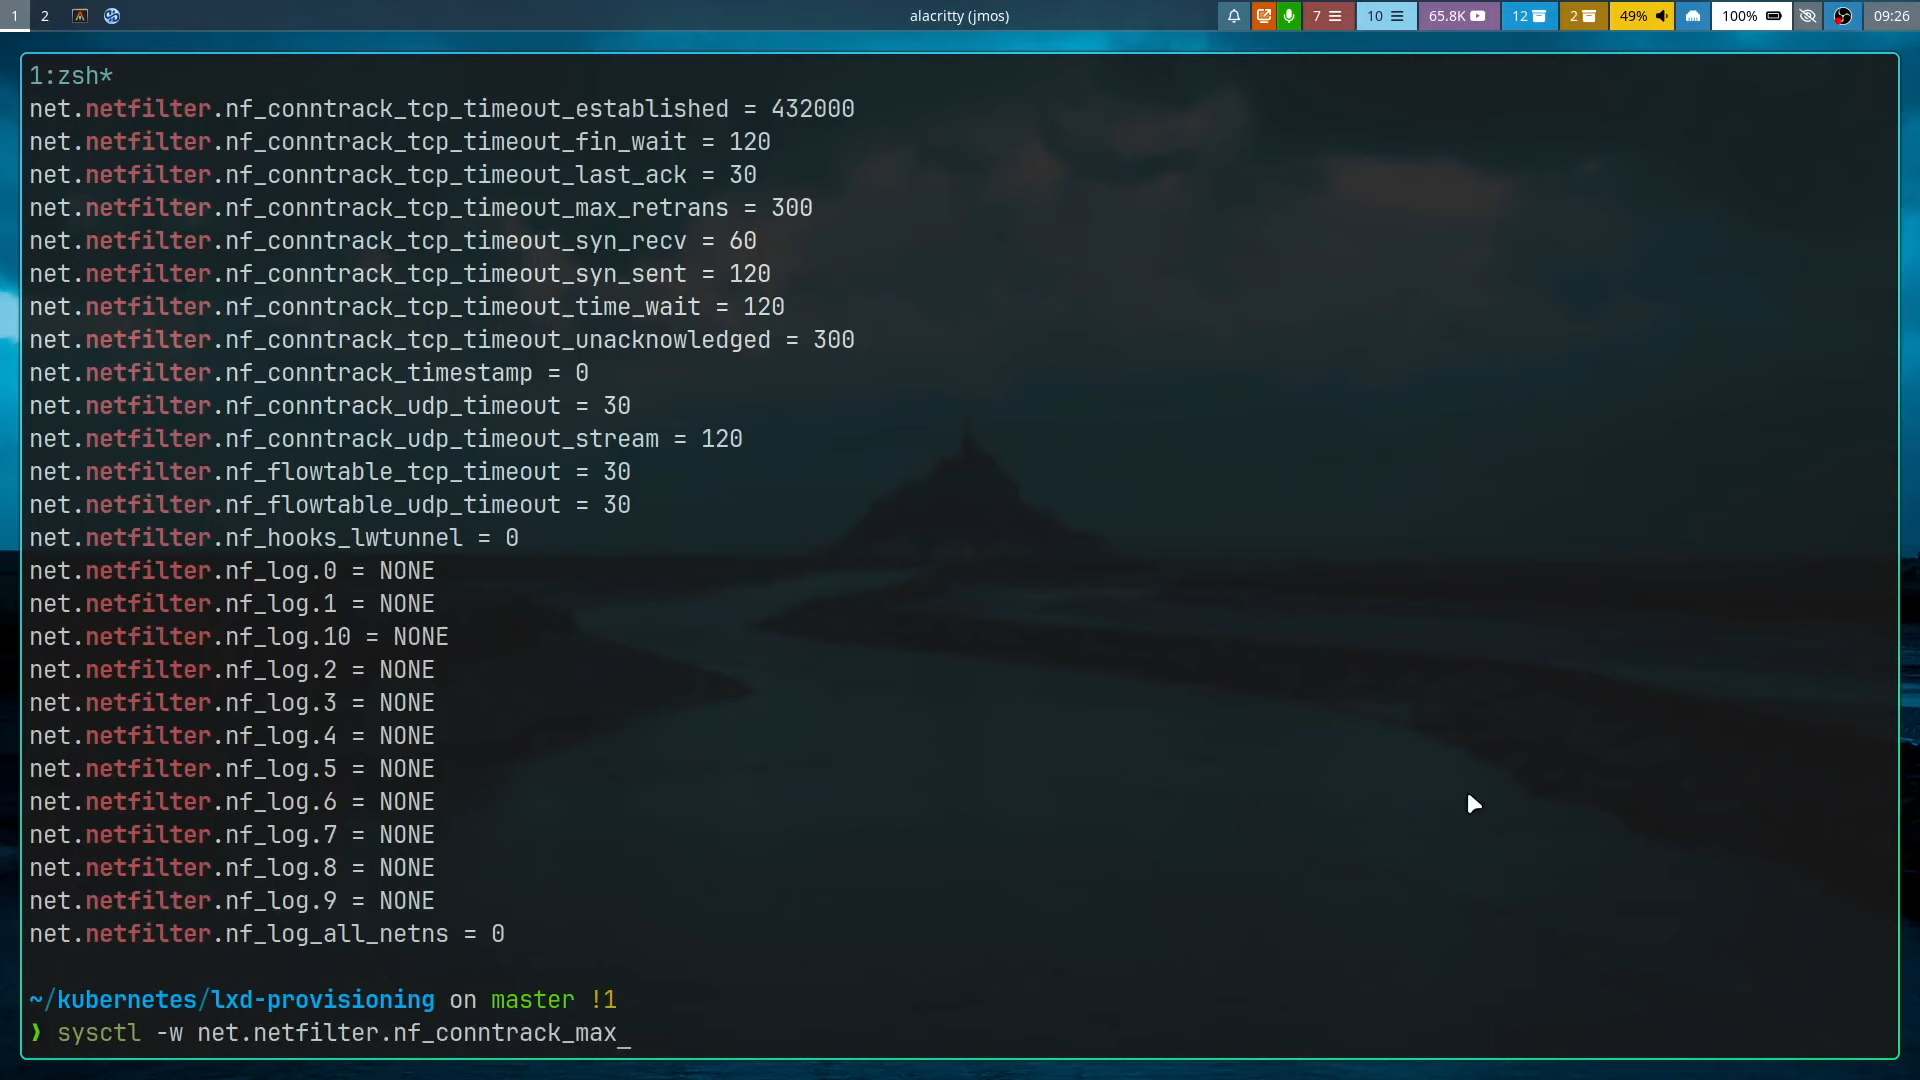 1 2 alacritty (jmos) 7 10 65.8K 12 2 49% 100% 09:26
1:zsh*
net.netfilter.nf_conntrack_tcp_timeout_established = 432000
net.netfilter.nf_conntrack_tcp_timeout_fin_wait = 120
net.netfilter.nf_conntrack_tcp_timeout_last_ack = 30
net.netfilter.nf_conntrack_tcp_timeout_max_retrans = 300
net.netfilter.nf_conntrack_tcp_timeout_syn_recv = 60
net.netfilter.nf_conntrack_tcp_timeout_syn_sent = 120
net.netfilter.nf_conntrack_tcp_timeout_time_wait = 120
net.netfilter.nf_conntrack_tcp_timeout_unacknowledged = 300
net.netfilter.nf_conntrack_timestamp = 0
net.netfilter.nf_conntrack_udp_timeout = 30
net.netfilter.nf_conntrack_udp_timeout_stream = 120
net.netfilter.nf_flowtable_tcp_timeout = 30
net.netfilter.nf_flowtable_udp_timeout = 30
net.netfilter.nf_hooks_lwtunnel = 0
net.netfilter.nf_log.0 = NONE
net.netfilter.nf_log.1 = NONE
net.netfilter.nf_log.10 = NONE
net.netfilter.nf_log.2 = NONE
net.netfilter.nf_log.3 = NONE
net.netfilter.nf_log.4 = NONE
net.netfilter.nf_log.5 = NONE
net.netfilter.nf_log.6 = NONE
net.netfilter.nf_log.7 = NONE
net.netfilter.nf_log.8 = NONE
net.netfilter.nf_log.9 = NONE
net.netfilter.nf_log_all_netns = 0
~/kubernetes/lxd-provisioning on master !1
❯ sysctl -w net.netfilter.nf_conntrack_max_